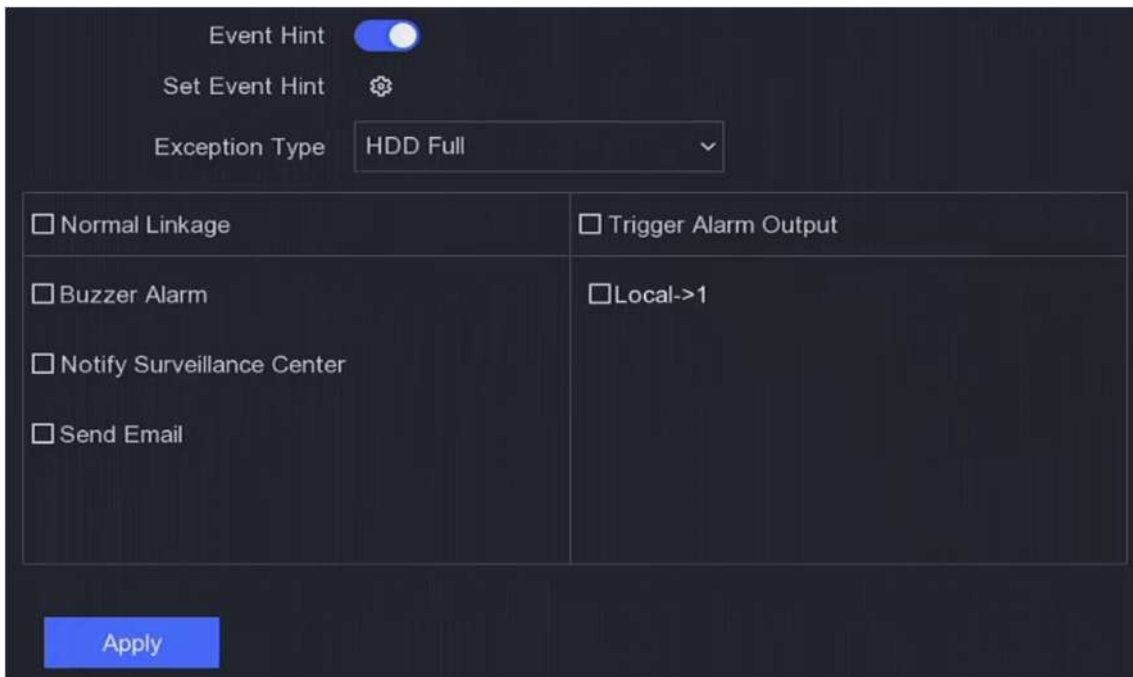 Event Hint
Set Event Hint
Exception Type HDD Full
Normal Linkage Trigger Alarm Output
Buzzer Alarm Local->1
Notify Surveillance Center
Send Email
Apply